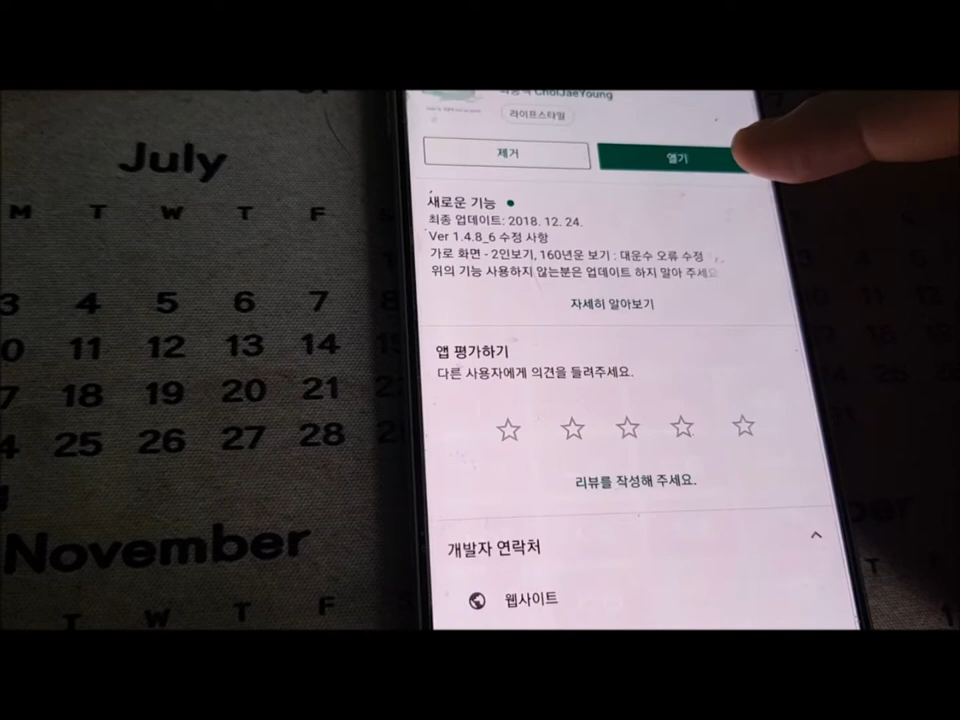 July
M T W T F
3 4 5 6 7 8
11 12 13 14
18 19 20 21
25 26 27 28
November
T W T F
ChoiJaeYoung
라이프스타일
제거
열기
새로운 기능
최종 업데이트: 2018. 12. 24.
Ver 1.4.8_6 수정 사항
가로 화면 - 2인보기, 160년운 보기 : 대운수 오류 수정
위의 기능 사용하지 않는분은 업데이트 하지 말아 주세요
자세히 알아보기
앱 평가하기
다른 사용자에게 의견을 들려주세요.
리뷰를 작성해 주세요.
개발자 연락처
웹사이트